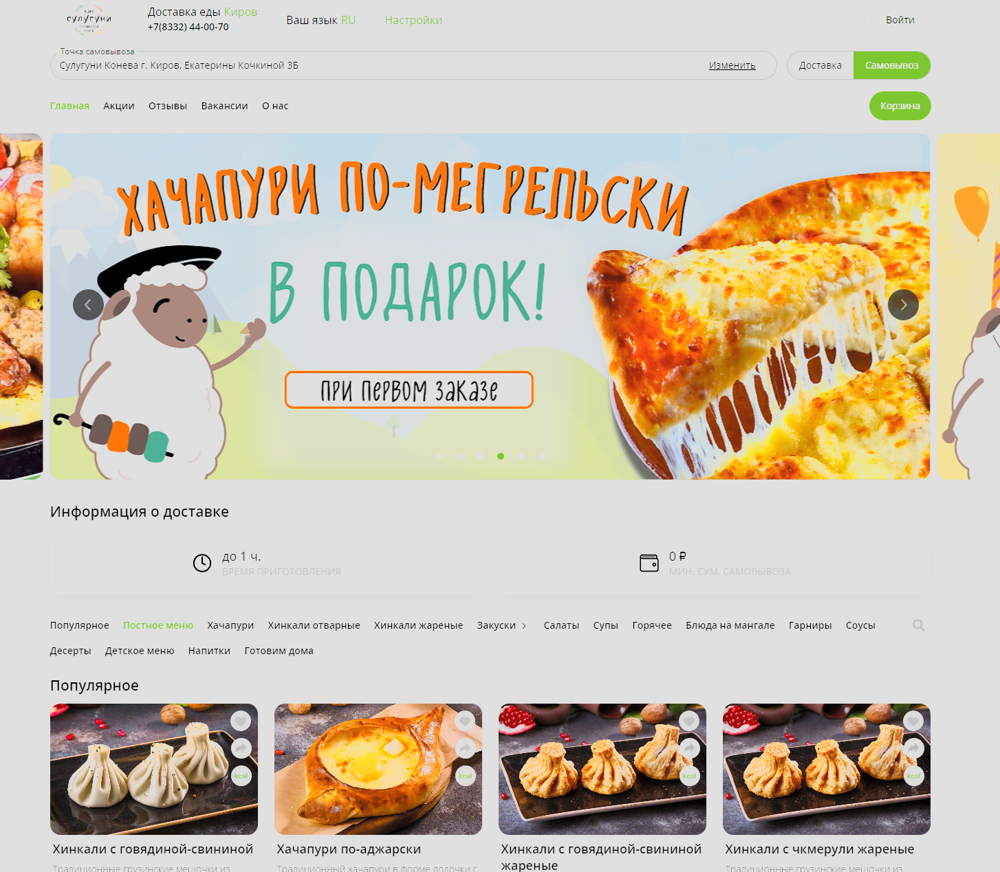 кафе
сулугуни
Доставка еды Киров
+7(8332) 44-00-70
Ваш язык RU
Настройки
Войти
Точка самовывоза
Сулугуни Конева г. Киров, Екатерины Кочкиной 3Б
Изменить
Доставка
Самовывоз
Главная
Акции
Отзывы
Вакансии
О нас
Корзина
ХАЧАПУРИ ПО-МЕГРЕЛЬСКИ
В ПОДАРОК!
ПРИ ПЕРВОМ ЗАКАЗЕ
Информация о доставке
до 1 ч.
ВРЕМЯ ПРИГОТОВЛЕНИЯ
0 ₽
МИН. СУМ. САМОВЫВОЗА
Популярное
Постное меню
Хачапури
Хинкали отварные
Хинкали жареные
Закуски
Салаты
Супы
Горячее
Блюда на мангале
Гарниры
Соусы
Десерты
Детское меню
Напитки
Готовим дома
Популярное
kcal
kcal
kcal
kcal
Хинкали с говядиной-свининой
Традиционные грузинские мешочки из
Хачапури по-аджарски
Традиционный хачапури в форме лодочки с
Хинкали с говядиной-свининой
жареные
Хинкали с чкмерули жареные
Традиционные грузинские мешочки из